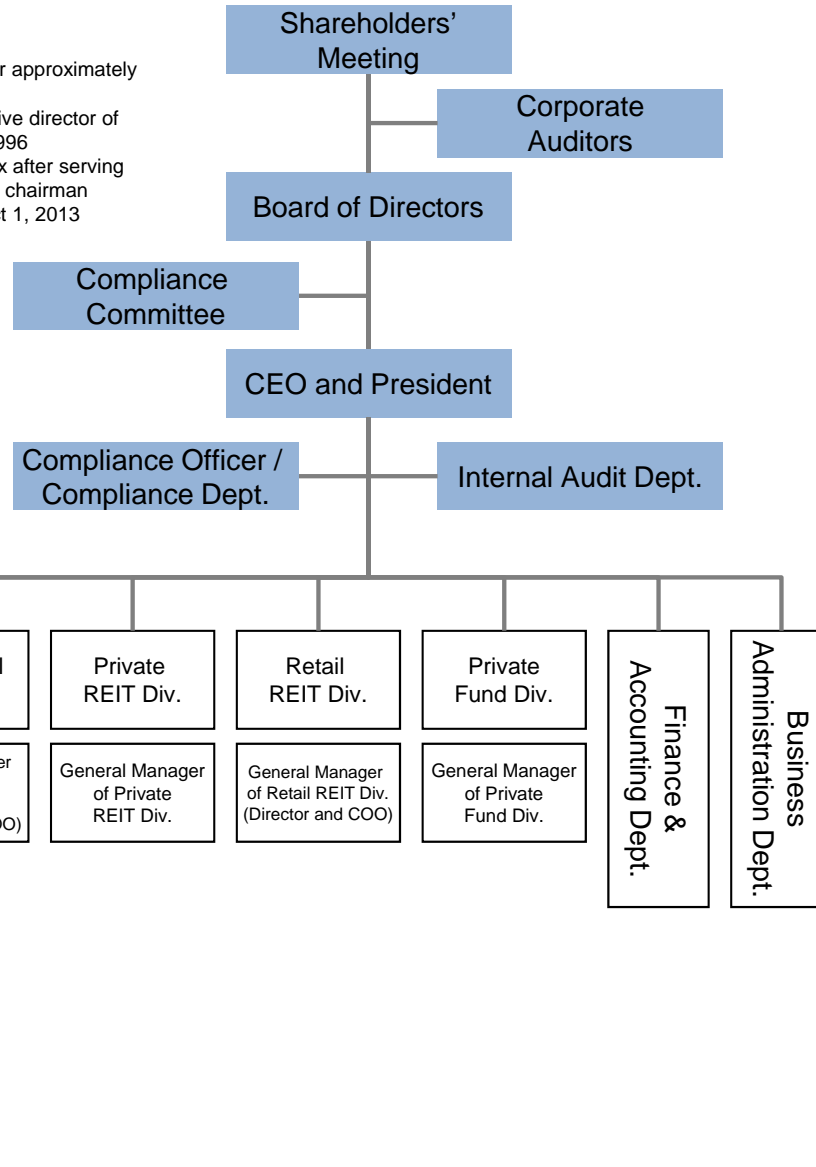 Shareholders'
Meeting
approximately
director of
after serving
chairman
1, 2013
Corporate
Auditors
Board of Directors
Compliance
Committee
CEO and President
Compliance Officer /
Compliance Dept.
Internal Audit Dept.
Private
REIT Div.
Retail
REIT Div.
Private
Fund Div.
Finance &
Accounting Dept.
Business
Administration Dept.
General Manager
of Private
REIT Div.
General Manager
of Retail REIT Div.
(Director and COO)
General Manager
of Private
Fund Div.